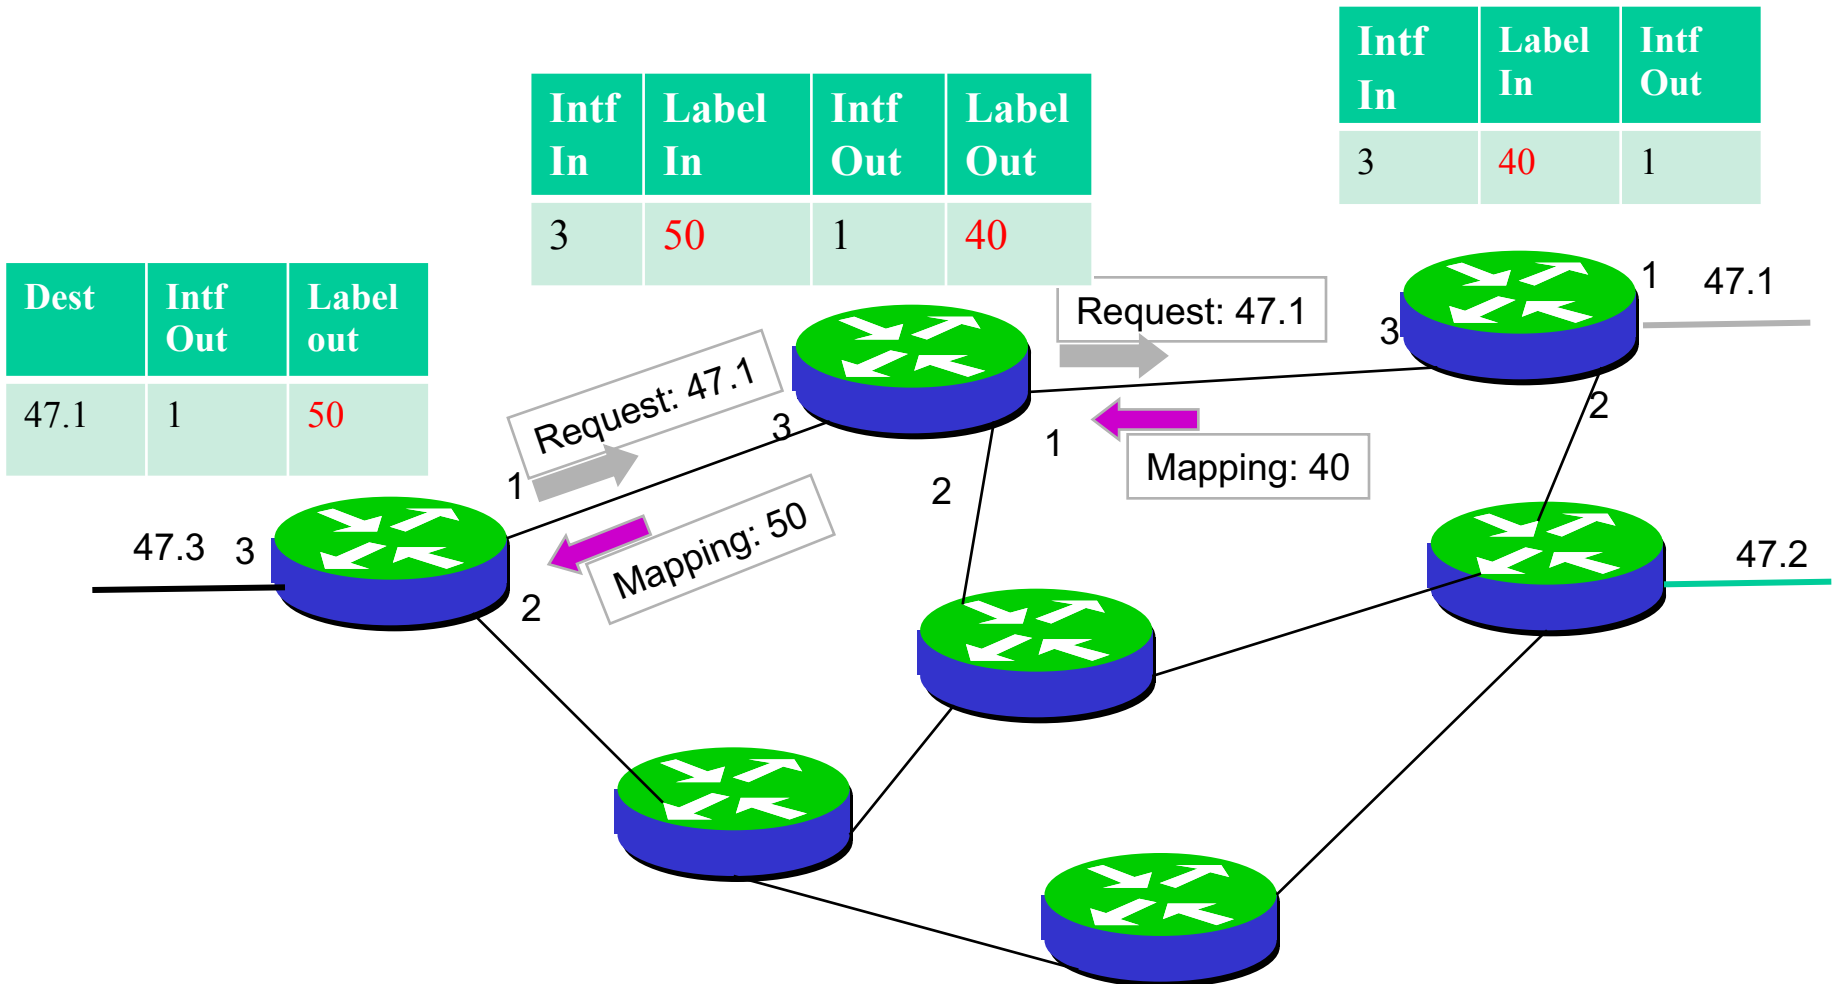 Intf Label Intf
In In Out
3 40 1
Intf Label Intf Label
In In Out Out
3 50 1 40
Dest Intf Label
Out out
47.1 1 50
Request: 47.1
3
1
Mapping: 50
47.3 3
2
Request: 47.1
1
Mapping: 40
2
3
1 47.1
2
47.2